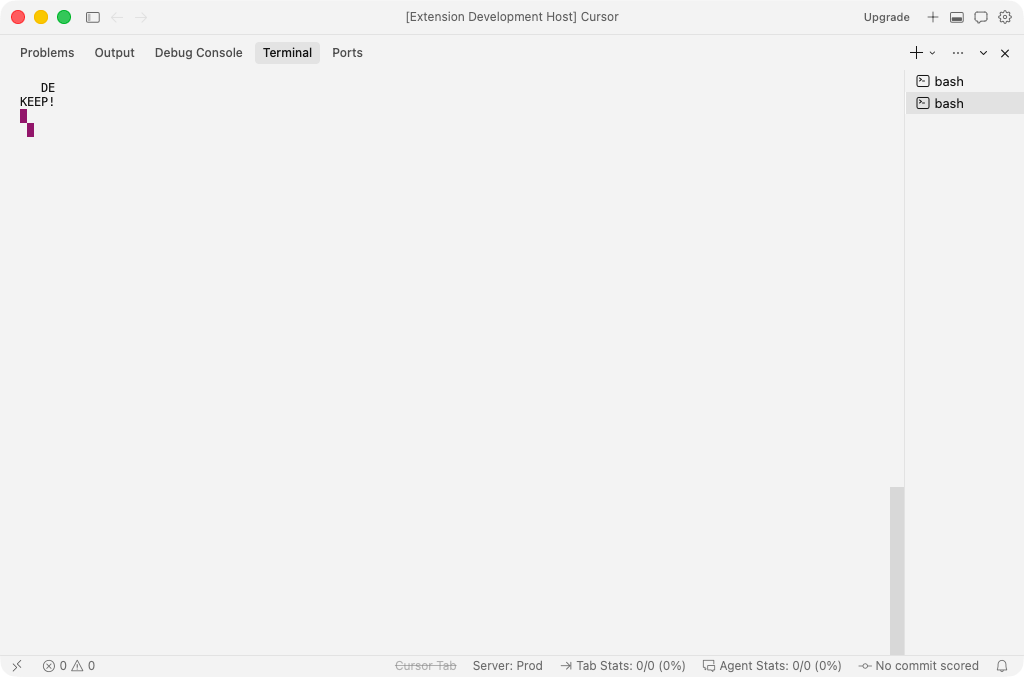 [Extension Development Host] Cursor
Upgrade
Problems Output Debug Console Terminal Ports
   DE
KEEP!
bash
bash
0 0 Cursor Tab Server: Prod Tab Stats: 0/0 (0%) Agent Stats: 0/0 (0%) No commit scored